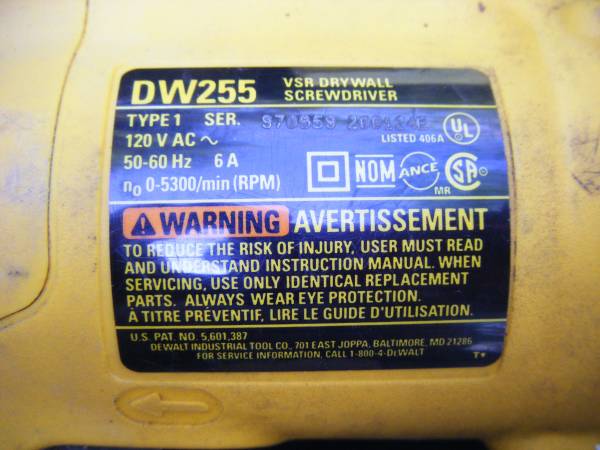 DW255 VSR DRYWALL
SCREWDRIVER
TYPE 1 SER.
120 V AC ~ LISTED 406A UL
50-60 Hz 6 A NOM ANCE SA
n₀ 0-5300/min (RPM) MR
WARNING AVERTISSEMENT
TO REDUCE THE RISK OF INJURY, USER MUST READ
AND UNDERSTAND INSTRUCTION MANUAL. WHEN
SERVICING, USE ONLY IDENTICAL REPLACEMENT
PARTS. ALWAYS WEAR EYE PROTECTION.
À TITRE PRÉVENTIF, LIRE LE GUIDE D'UTILISATION.
U.S. PAT. NO. 5,601,387
DEWALT INDUSTRIAL TOOL CO., 701 EAST JOPPA, BALTIMORE, MD 21286
FOR SERVICE INFORMATION, CALL 1-800-4-DEWALT